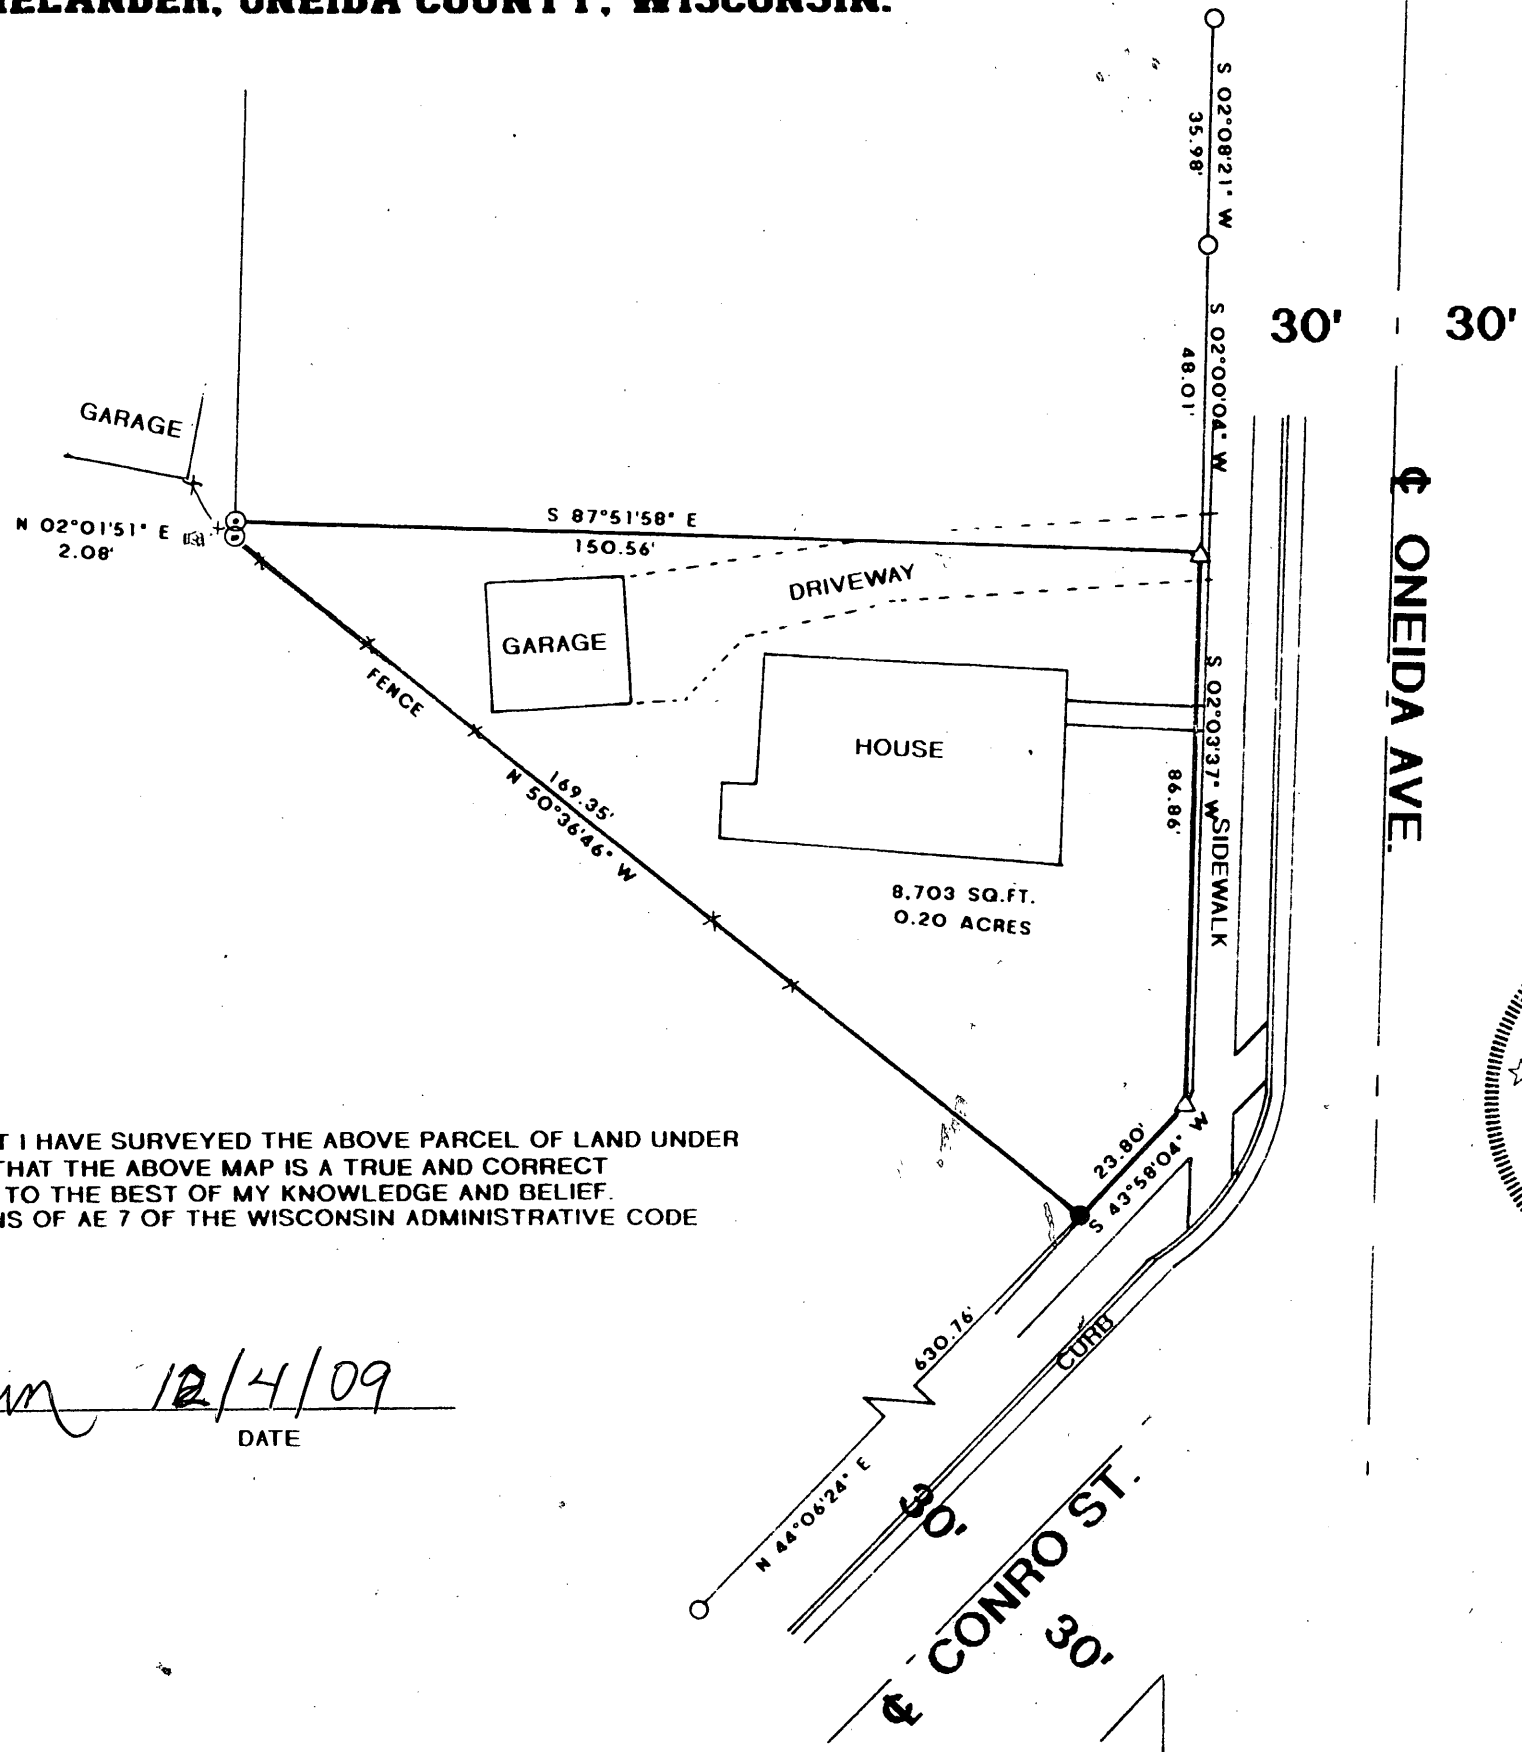 ELANDER, ONEIDA COUNTY, WISCONSIN.
S 02°08'21" W
35.98'
30'
30'
S 02°00'04" W
48.01'
GARAGE
N 02°01'51" E
2.08'
S 87°51'58" E
150.56'
DRIVEWAY
GARAGE
FENCE
HOUSE
℄ ONEIDA AVE.
S 02°03'37" W
86.86'
SIDEWALK
169.35'
N 50°36'46" W
8,703 SQ.FT.
0.20 ACRES
I HAVE SURVEYED THE ABOVE PARCEL OF LAND UNDER
THAT THE ABOVE MAP IS A TRUE AND CORRECT
TO THE BEST OF MY KNOWLEDGE AND BELIEF.
OF AE 7 OF THE WISCONSIN ADMINISTRATIVE CODE
23.80'
S 43°58'04" W
630.76'
CURB
12/4/09
DATE
N 44°06'24" E
30'
℄ CONRO ST.
30'